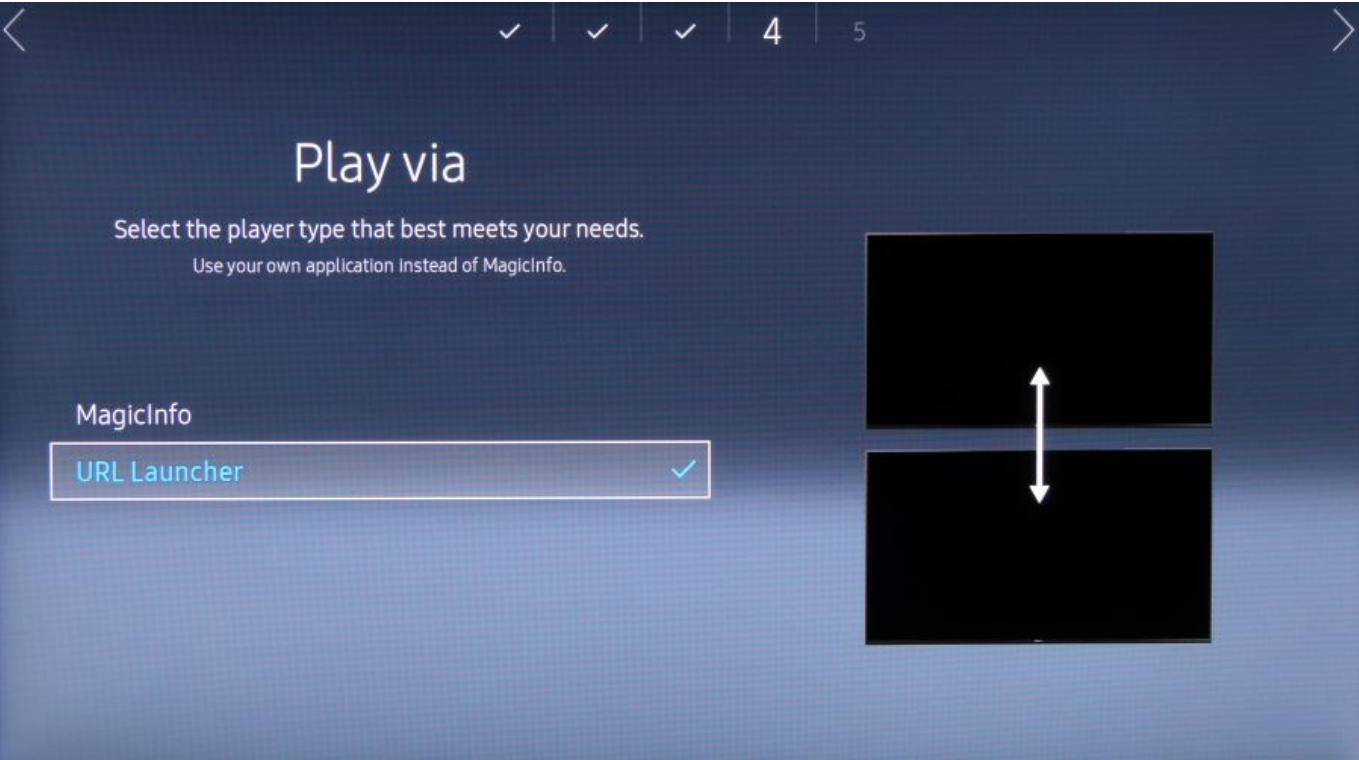 4
5
Play via
Select the player type that best meets your needs.
Use your own application instead of MagicInfo.
MagicInfo
URL Launcher